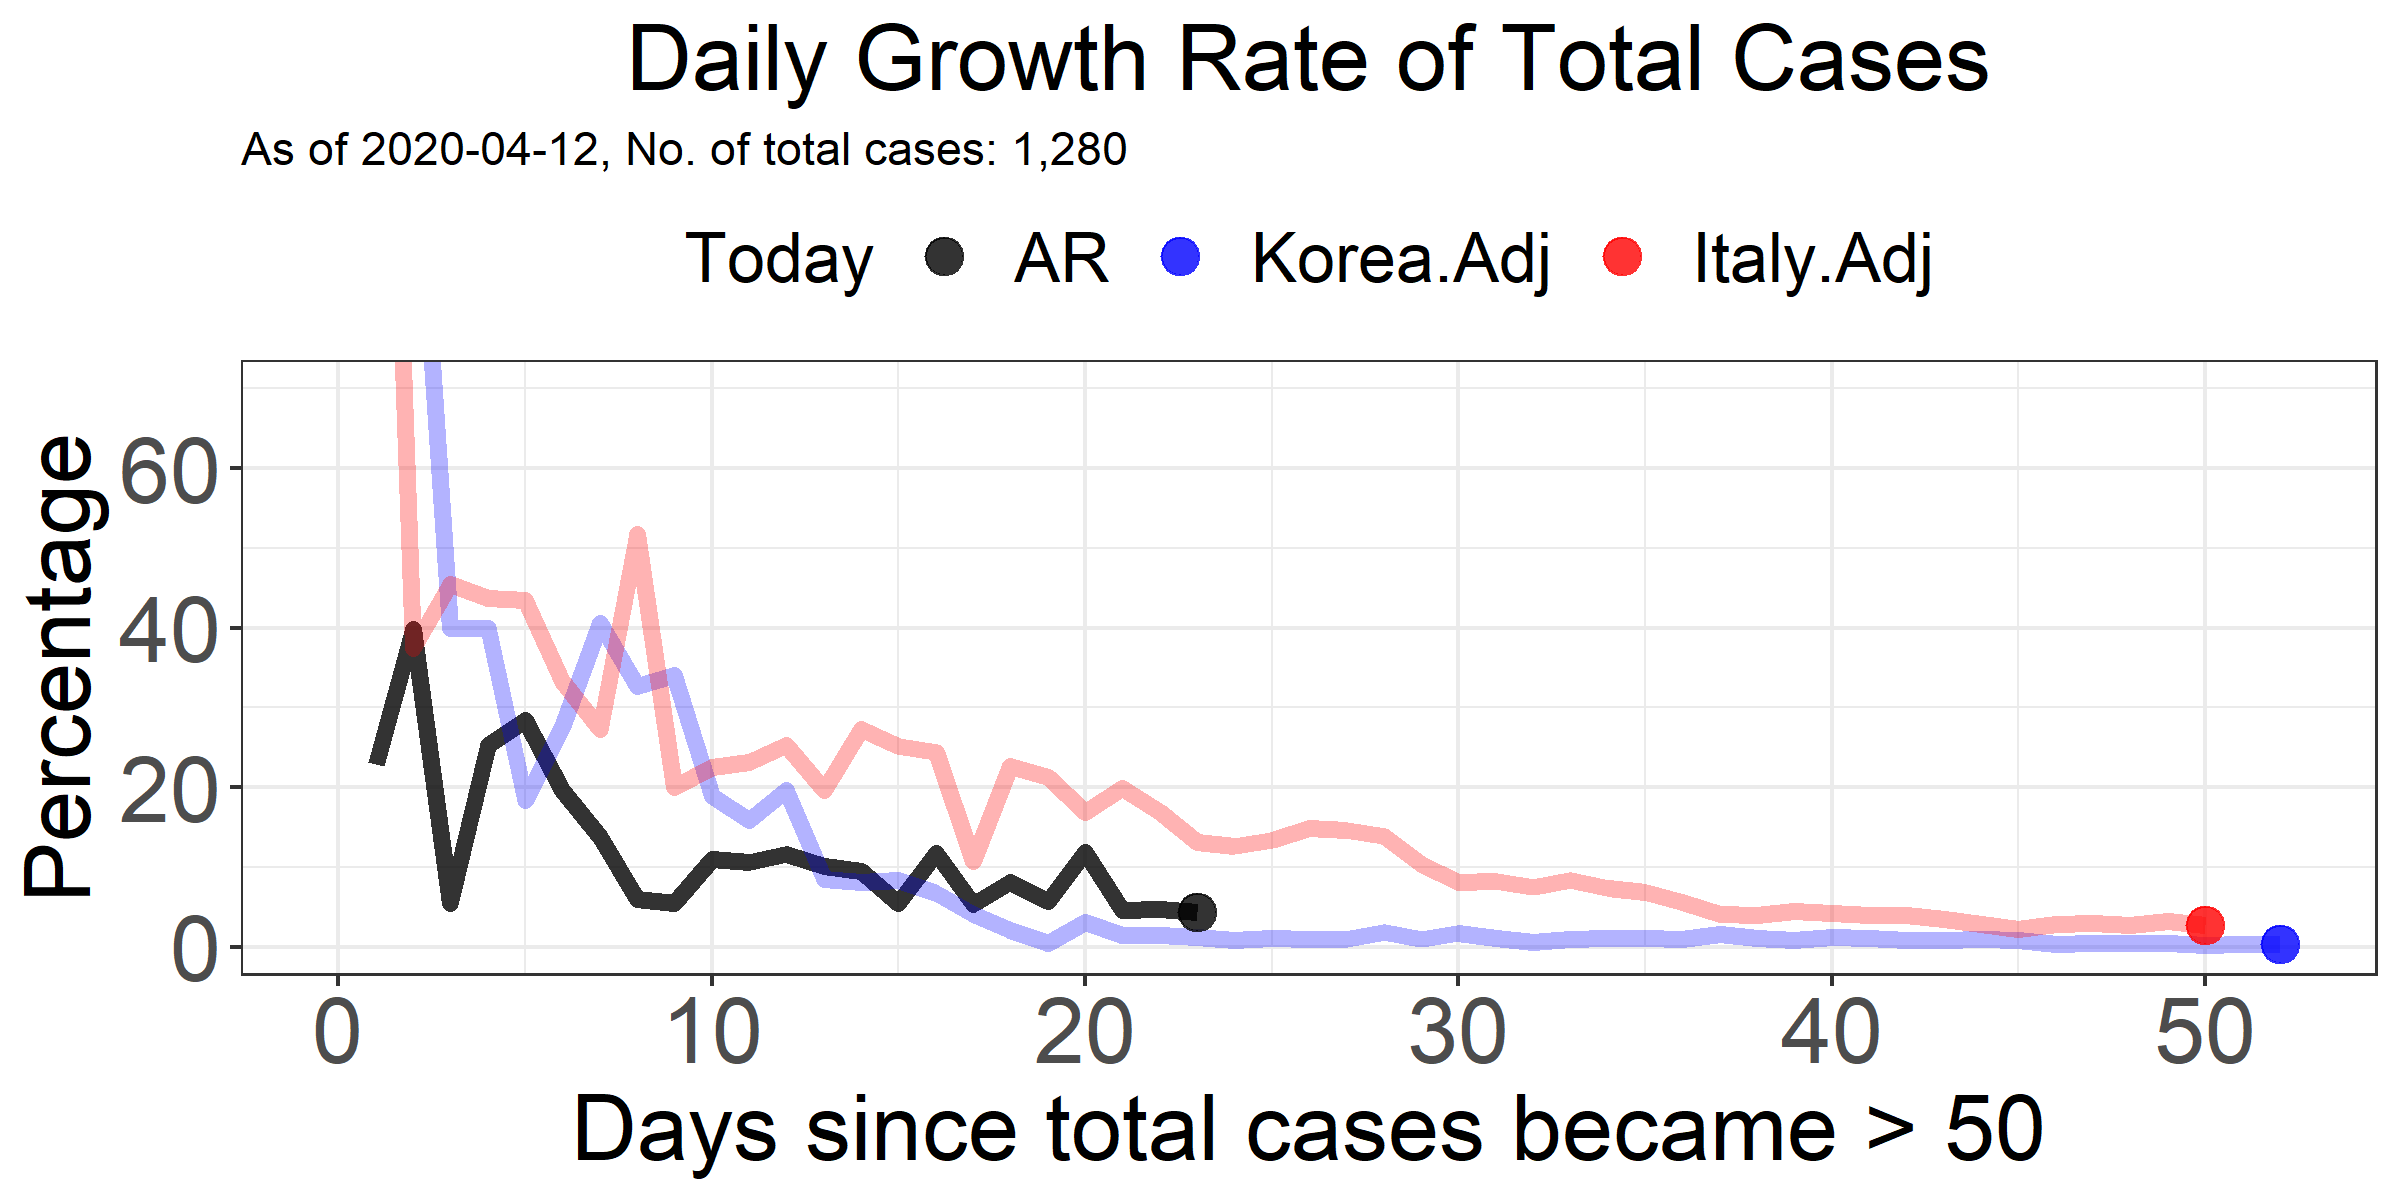 Daily Growth Rate of Total Cases
As of 2020-04-12, No. of total cases: 1,280
Today AR Korea.Adj Italy.Adj
Percentage
60
40
20
0
0 10 20 30 40 50
Days since total cases became > 50